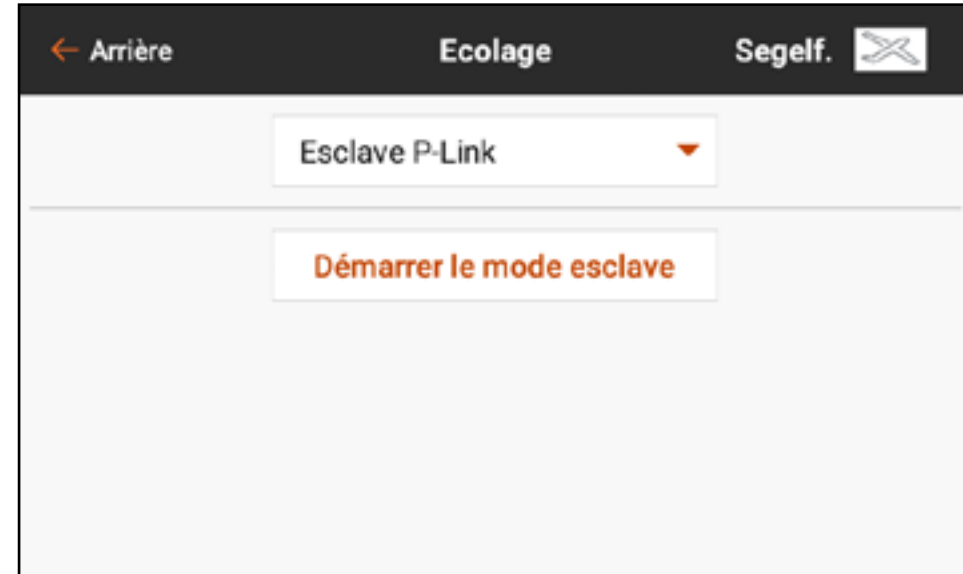 Arrière
Ecolage
Segelf.
Esclave P-Link
Démarrer le mode esclave